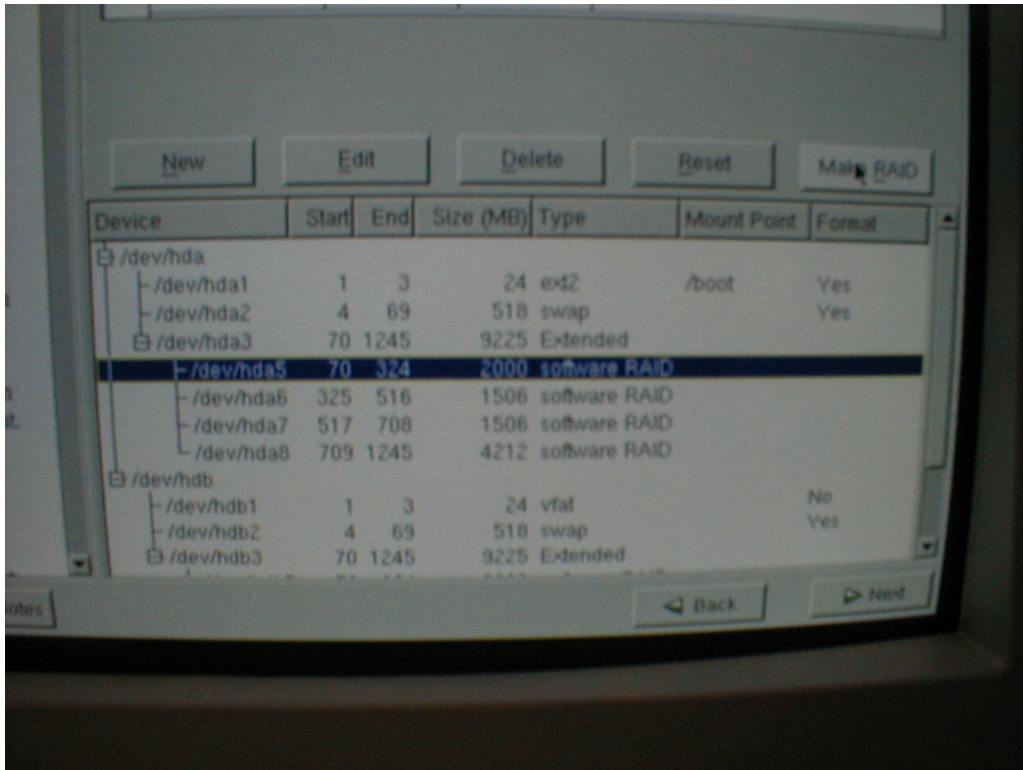 New Edit Delete Reset Make RAID
Device Start End Size (MB) Type Mount Point Format
/dev/hda
/dev/hda1 1 3 24 ext2 /boot Yes
/dev/hda2 4 69 518 swap Yes
/dev/hda3 70 1245 9225 Extended
/dev/hda5 70 324 2000 software RAID
/dev/hda6 325 516 1506 software RAID
/dev/hda7 517 708 1506 software RAID
/dev/hda8 709 1245 4212 software RAID
/dev/hdb
/dev/hdb1 1 3 24 vfat No
/dev/hdb2 4 69 518 swap Yes
/dev/hdb3 70 1245 9225 Extended
otes Back Next